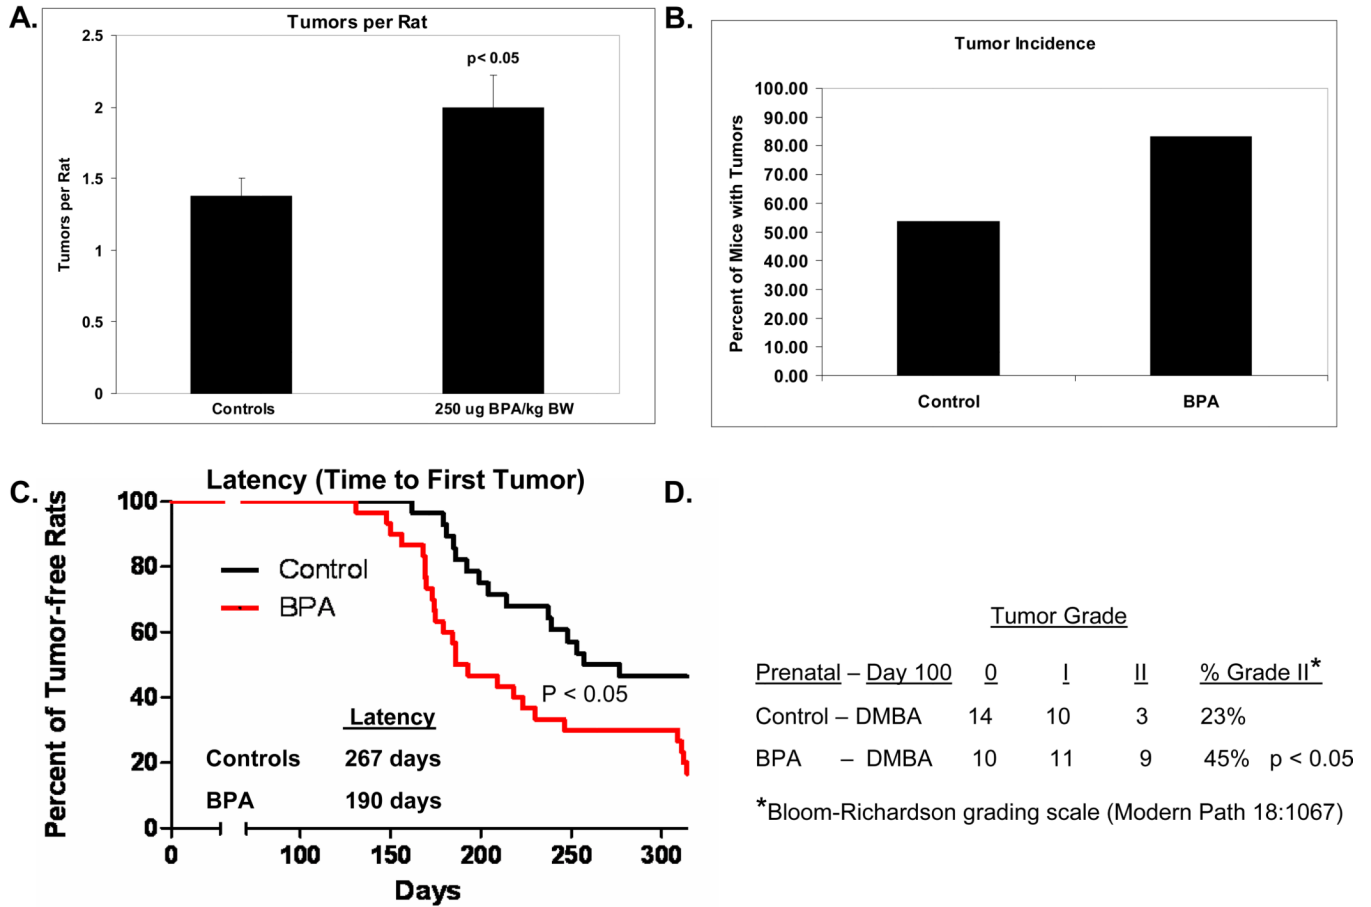 A.
Tumors per Rat
2.5
2
1.5
1
0.5
0
Tumors per Rat
p< 0.05
Controls
250 ug BPA/kg BW
B.
Tumor Incidence
100.00
90.00
80.00
70.00
60.00
50.00
40.00
30.00
20.00
10.00
0.00
Percent of Mice with Tumors
Control
BPA
C.
Latency (Time to First Tumor)
Percent of Tumor-free Rats
100
80
60
40
20
0
Control
BPA
P < 0.05
Latency
Controls 267 days
BPA 190 days
0 100 150 200 250 300
Days
D.
Tumor Grade
Prenatal – Day 100 0 I II % Grade II*
Control – DMBA 14 10 3 23%
BPA – DMBA 10 11 9 45% p < 0.05
*Bloom-Richardson grading scale (Modern Path 18:1067)